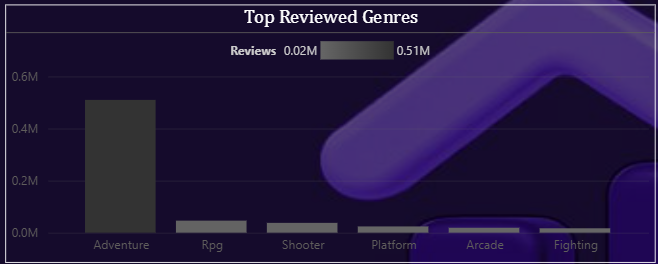 Top Reviewed Genres
Reviews 0.02M 0.51M
0.6M
0.4M
0.2M
0.0M
Adventure Rpg Shooter Platform Arcade Fighting